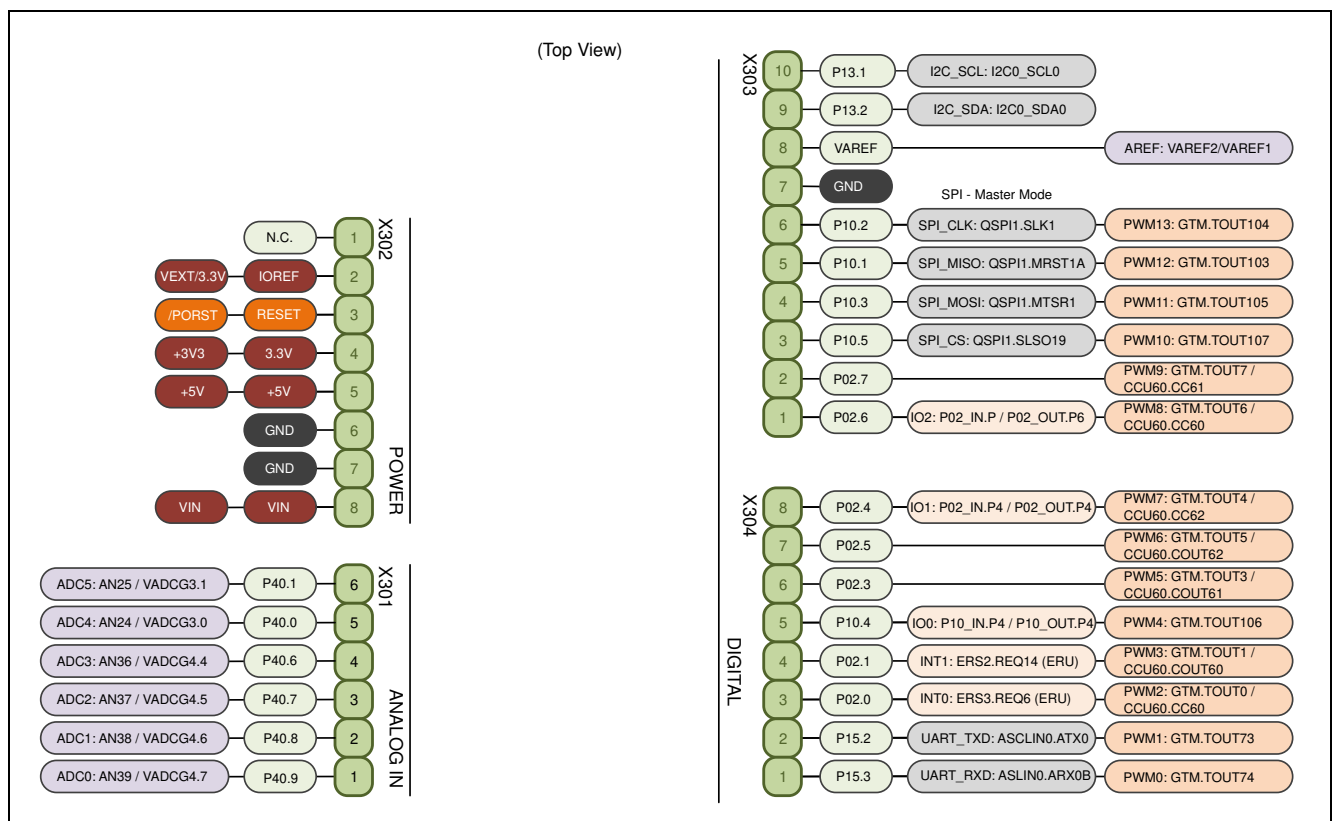 (Top View)
X302
N.C. 1
VEXT/3.3V IOREF 2
/PORST RESET 3
+3V3 3.3V 4
+5V +5V 5
GND 6
GND 7
VIN VIN 8
POWER
X301
ADC5: AN25 / VADCG3.1 P40.1 6
ADC4: AN24 / VADCG3.0 P40.0 5
ADC3: AN36 / VADCG4.4 P40.6 4
ADC2: AN37 / VADCG4.5 P40.7 3
ADC1: AN38 / VADCG4.6 P40.8 2
ADC0: AN39 / VADCG4.7 P40.9 1
ANALOG IN
X303
10 P13.1 I2C_SCL: I2C0_SCL0
9 P13.2 I2C_SDA: I2C0_SDA0
8 VAREF AREF: VAREF2/VAREF1
7 GND
SPI - Master Mode
6 P10.2 SPI_CLK: QSPI1.SLK1 PWM13: GTM.TOUT104
5 P10.1 SPI_MISO: QSPI1.MRST1A PWM12: GTM.TOUT103
4 P10.3 SPI_MOSI: QSPI1.MTSR1 PWM11: GTM.TOUT105
3 P10.5 SPI_CS: QSPI1.SLSO19 PWM10: GTM.TOUT107
2 P02.7 PWM9: GTM.TOUT7 /
CCU60.CC61
1 P02.6 IO2: P02_IN.P / P02_OUT.P6 PWM8: GTM.TOUT6 /
CCU60.CC60
X304
8 P02.4 IO1: P02_IN.P4 / P02_OUT.P4 PWM7: GTM.TOUT4 /
CCU60.CC62
7 P02.5 PWM6: GTM.TOUT5 /
CCU60.COUT62
6 P02.3 PWM5: GTM.TOUT3 /
CCU60.COUT61
5 P10.4 IO0: P10_IN.P4 / P10_OUT.P4 PWM4: GTM.TOUT106
4 P02.1 INT1: ERS2.REQ14 (ERU) PWM3: GTM.TOUT1 /
CCU60.COUT60
3 P02.0 INT0: ERS3.REQ6 (ERU) PWM2: GTM.TOUT0 /
CCU60.CC60
2 P15.2 UART_TXD: ASCLIN0.ATX0 PWM1: GTM.TOUT73
1 P15.3 UART_RXD: ASLIN0.ARX0B PWM0: GTM.TOUT74
DIGITAL